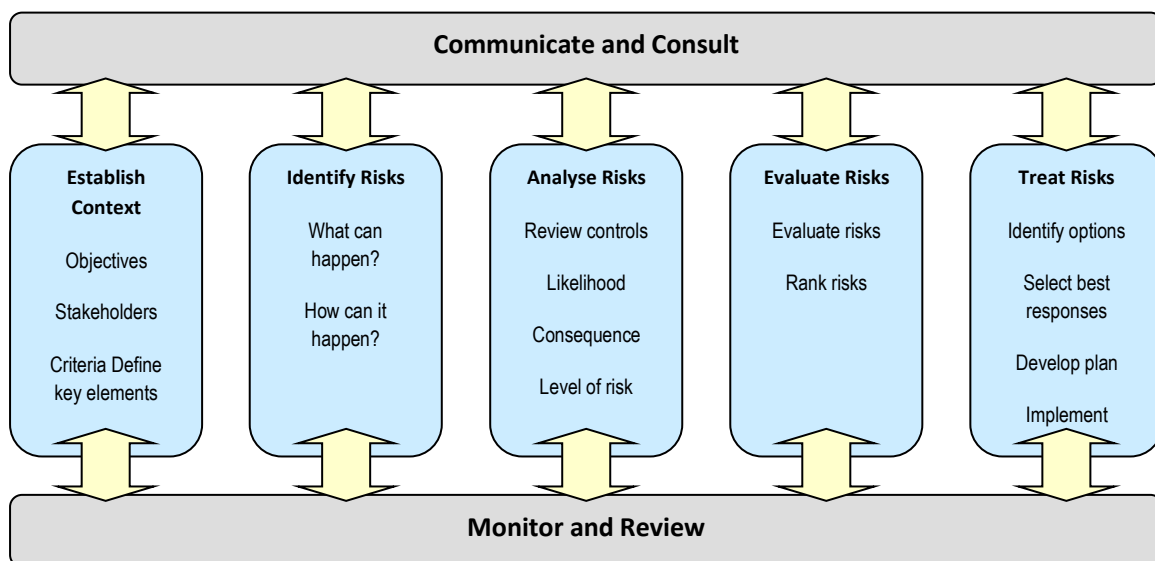 Communicate and Consult
Establish
Context
Objectives
Stakeholders
Criteria Define
key elements
Identify Risks
What can
happen?
How can it
happen?
Analyse Risks
Review controls
Likelihood
Consequence
Level of risk
Evaluate Risks
Evaluate risks
Rank risks
Treat Risks
Identify options
Select best
responses
Develop plan
Implement
Monitor and Review